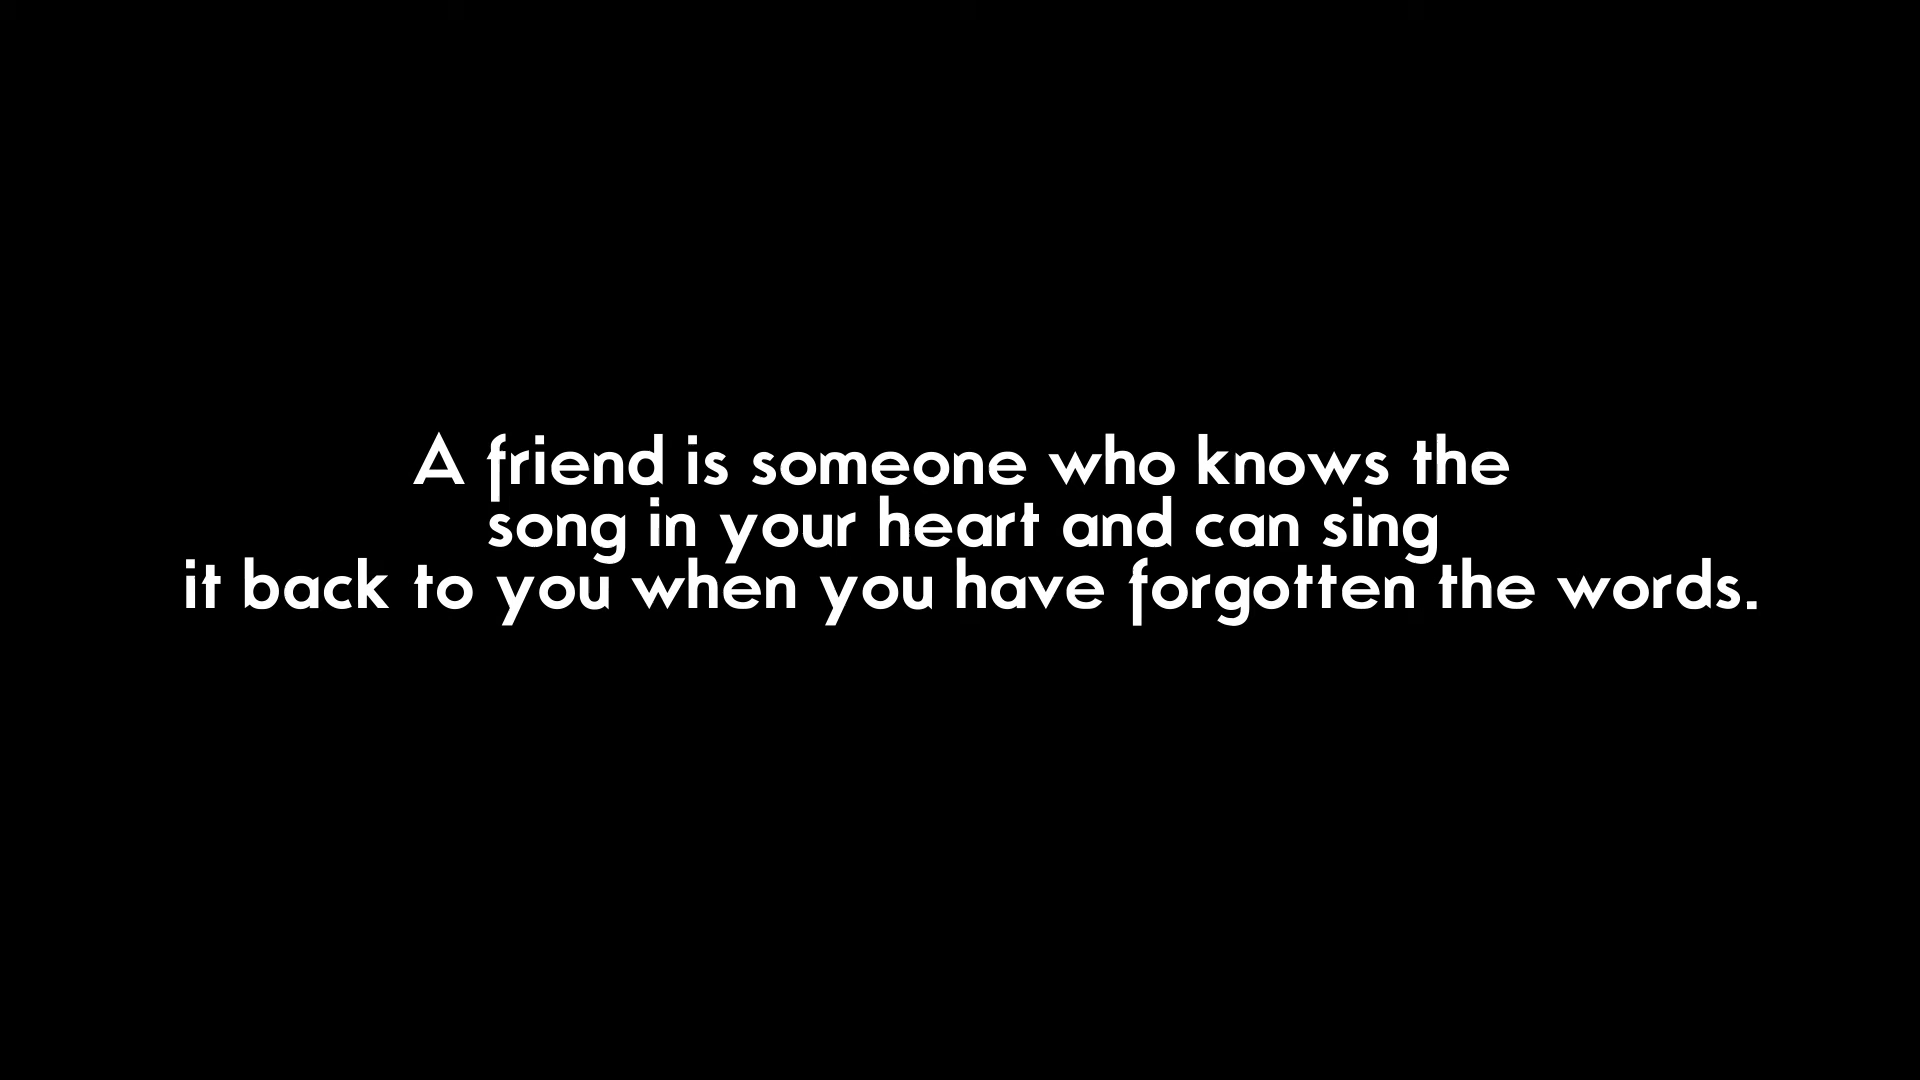 A friend is someone who knows the
song in your heart and can sing
it back to you when you have forgotten the words.